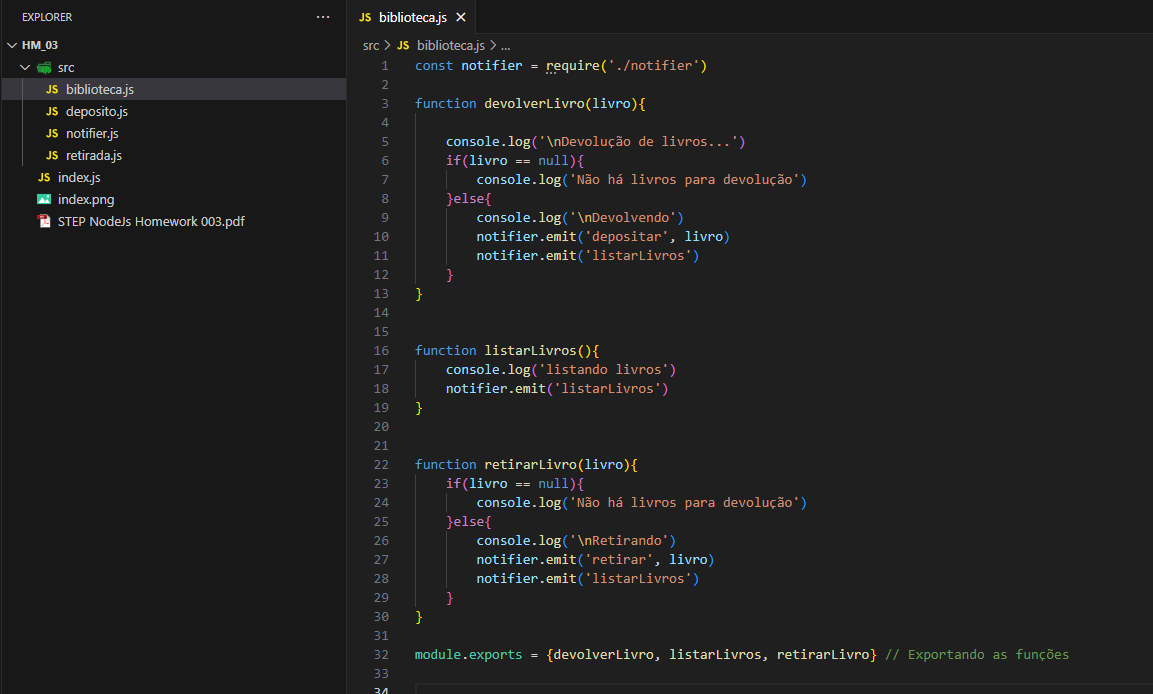 EXPLORER
...
HM_03
src
JS biblioteca.js
JS deposito.js
JS notifier.js
JS retirada.js
JS index.js
index.png
STEP NodeJs Homework 003.pdf
JS biblioteca.js ×
src > JS biblioteca.js > ...
1 const notifier = require('./notifier')
2
3 function devolverLivro(livro){
4
5 console.log('\nDevolução de livros...')
6 if(livro == null){
7 console.log('Não há livros para devolução')
8 }else{
9 console.log('\nDevolvendo')
10 notifier.emit('depositar', livro)
11 notifier.emit('listarLivros')
12 }
13 }
14
15
16 function listarLivros(){
17 console.log('listando livros')
18 notifier.emit('listarLivros')
19 }
20
21
22 function retirarLivro(livro){
23 if(livro == null){
24 console.log('Não há livros para devolução')
25 }else{
26 console.log('\nRetirando')
27 notifier.emit('retirar', livro)
28 notifier.emit('listarLivros')
29 }
30 }
31
32 module.exports = {devolverLivro, listarLivros, retirarLivro} // Exportando as funções
33
34